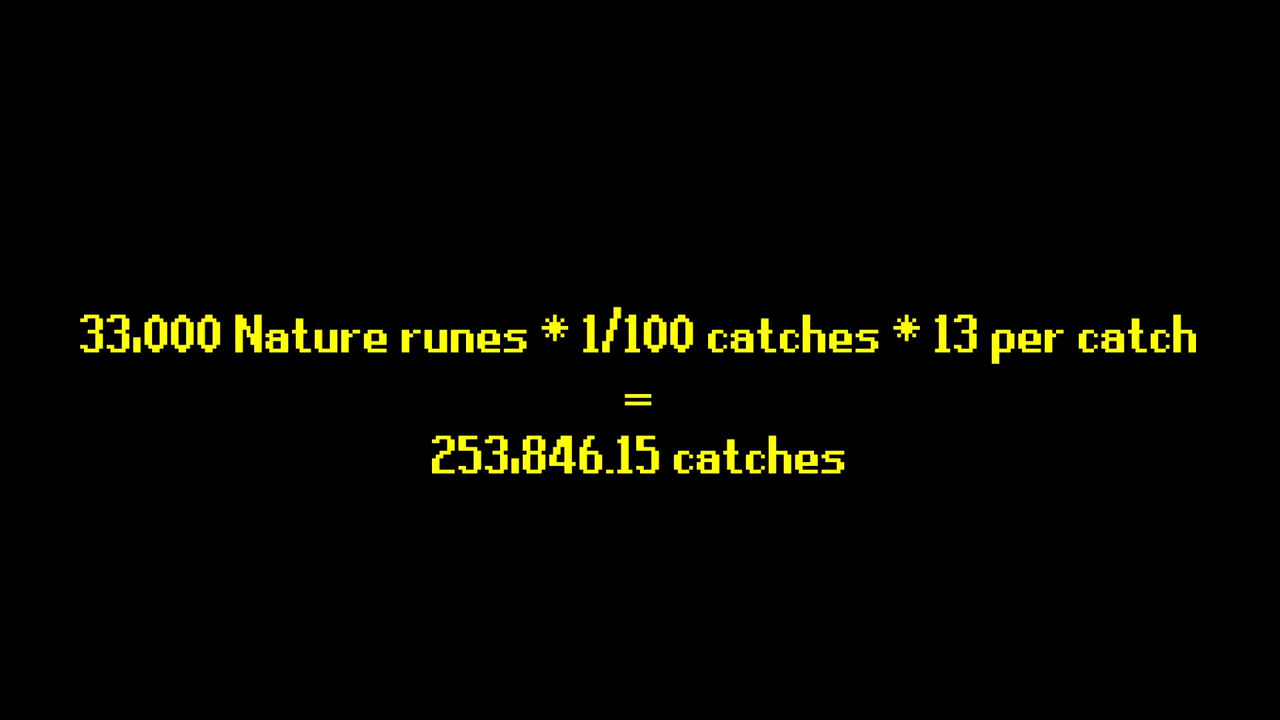 33,000 Nature runes * 1/100 catches * 13 per catch
=
253,846.15 catches